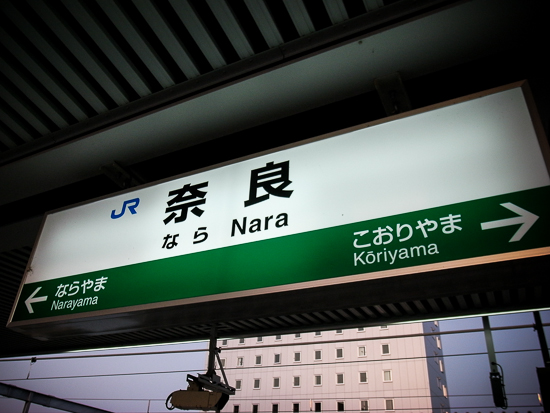 JR 奈良
なら Nara
← ならやま
Narayama
こおりやま →
Kōriyama